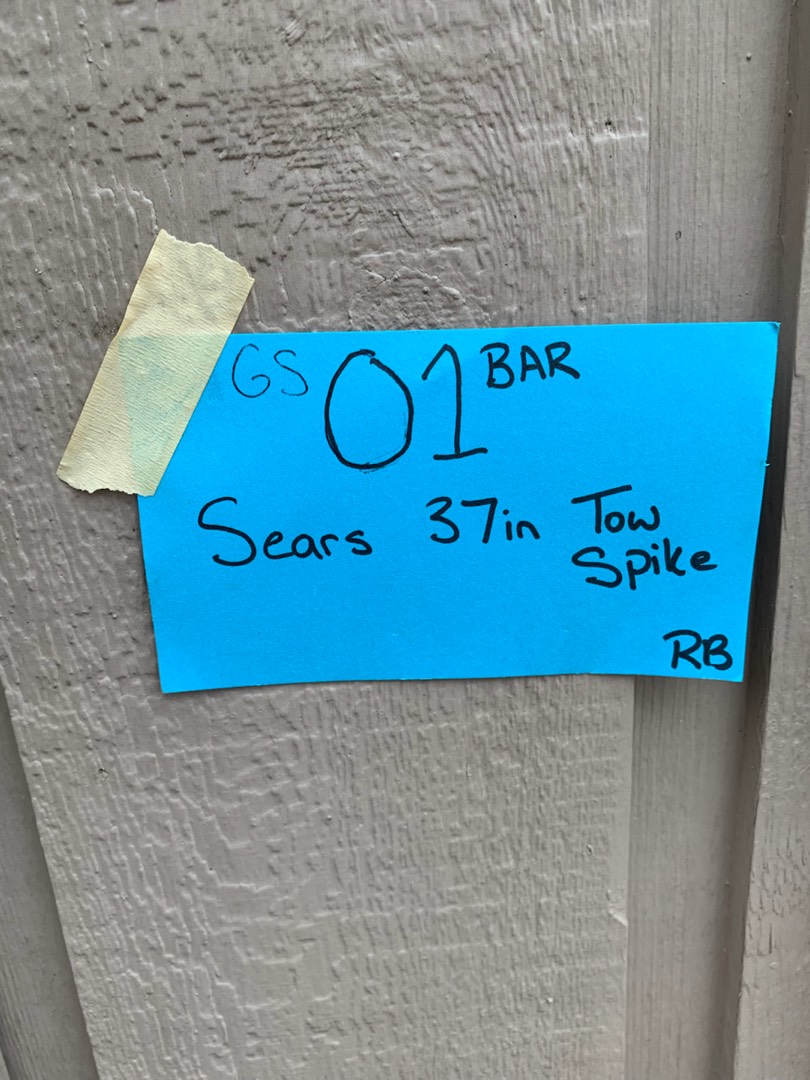 GS 01 BAR
Sears 37in Tow
Spike
RB